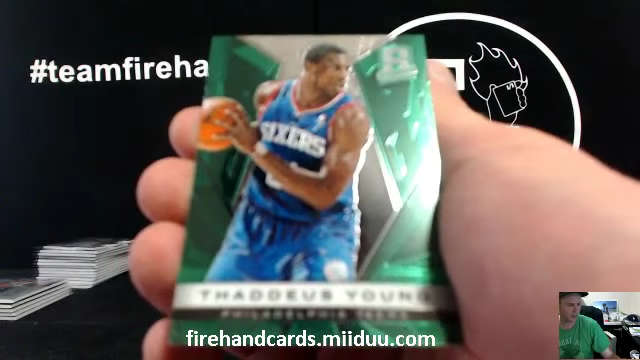 #teamfireha
SIXERS
THADDEUS YOUNG
PHILADELPHIA 76ERS
firehandcards.miiduu.com